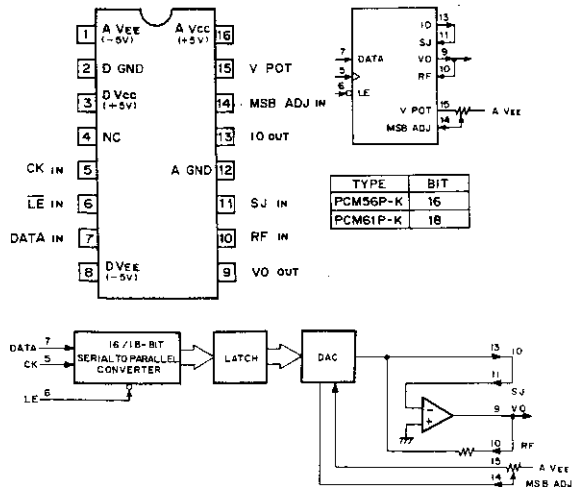 1 A VEE (-5V)
A VCC (+5V) 16
2 D GND
15 V POT
3 D VCC (+5V)
14 MSB ADJ IN
4 NC
13 IO OUT
CK IN 5
A GND 12
LE IN 6
11 SJ IN
DATA IN 7
10 RF IN
8 D VEE (-5V)
9 VO OUT
7 DATA
5
6 LE
IO 13
SJ 11
VO 9
RF 10
V POT 15 A VEE
MSB ADJ 14
TYPE BIT
PCM56P-K 16
PCM61P-K 18
DATA 7
CK 5
LE 6
16/18-BIT
SERIAL TO PARALLEL
CONVERTER
LATCH
DAC
13 IO
11 SJ
- 
+
9 VO
10 RF
15 A VEE
14 MSB ADJ